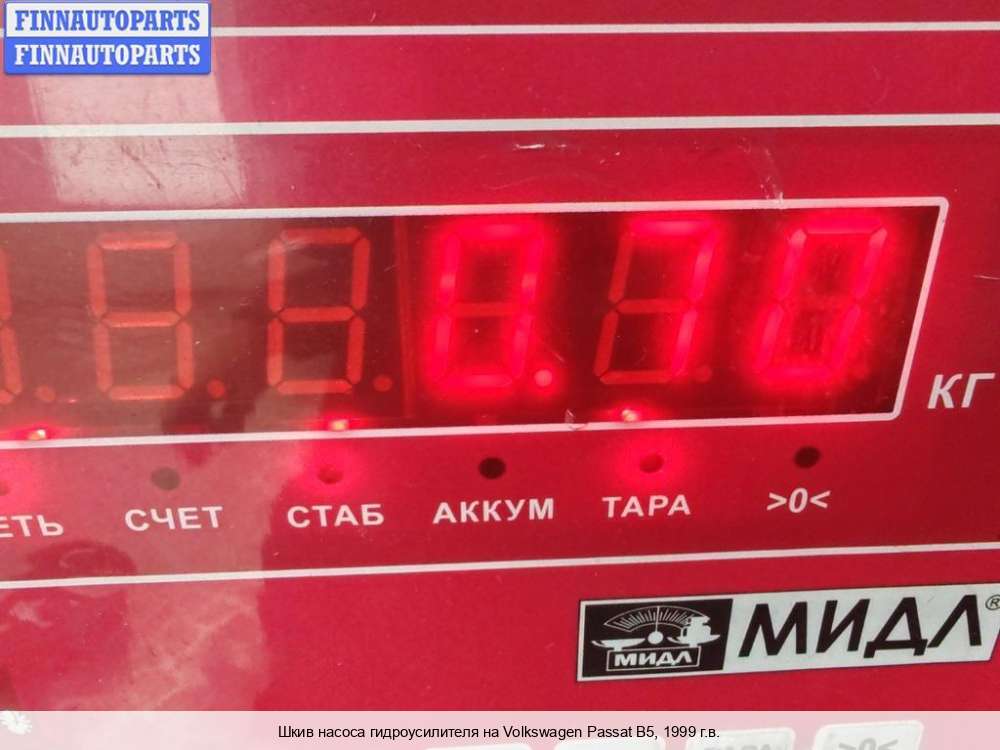 FINNAUTOPARTS
FINNAUTOPARTS
0.70
КГ
ЕТЬ СЧЕТ СТАБ АККУМ ТАРА >0<
МИДЛ МИДЛ®
Шкив насоса гидроусилителя на Volkswagen Passat B5, 1999 г.в.